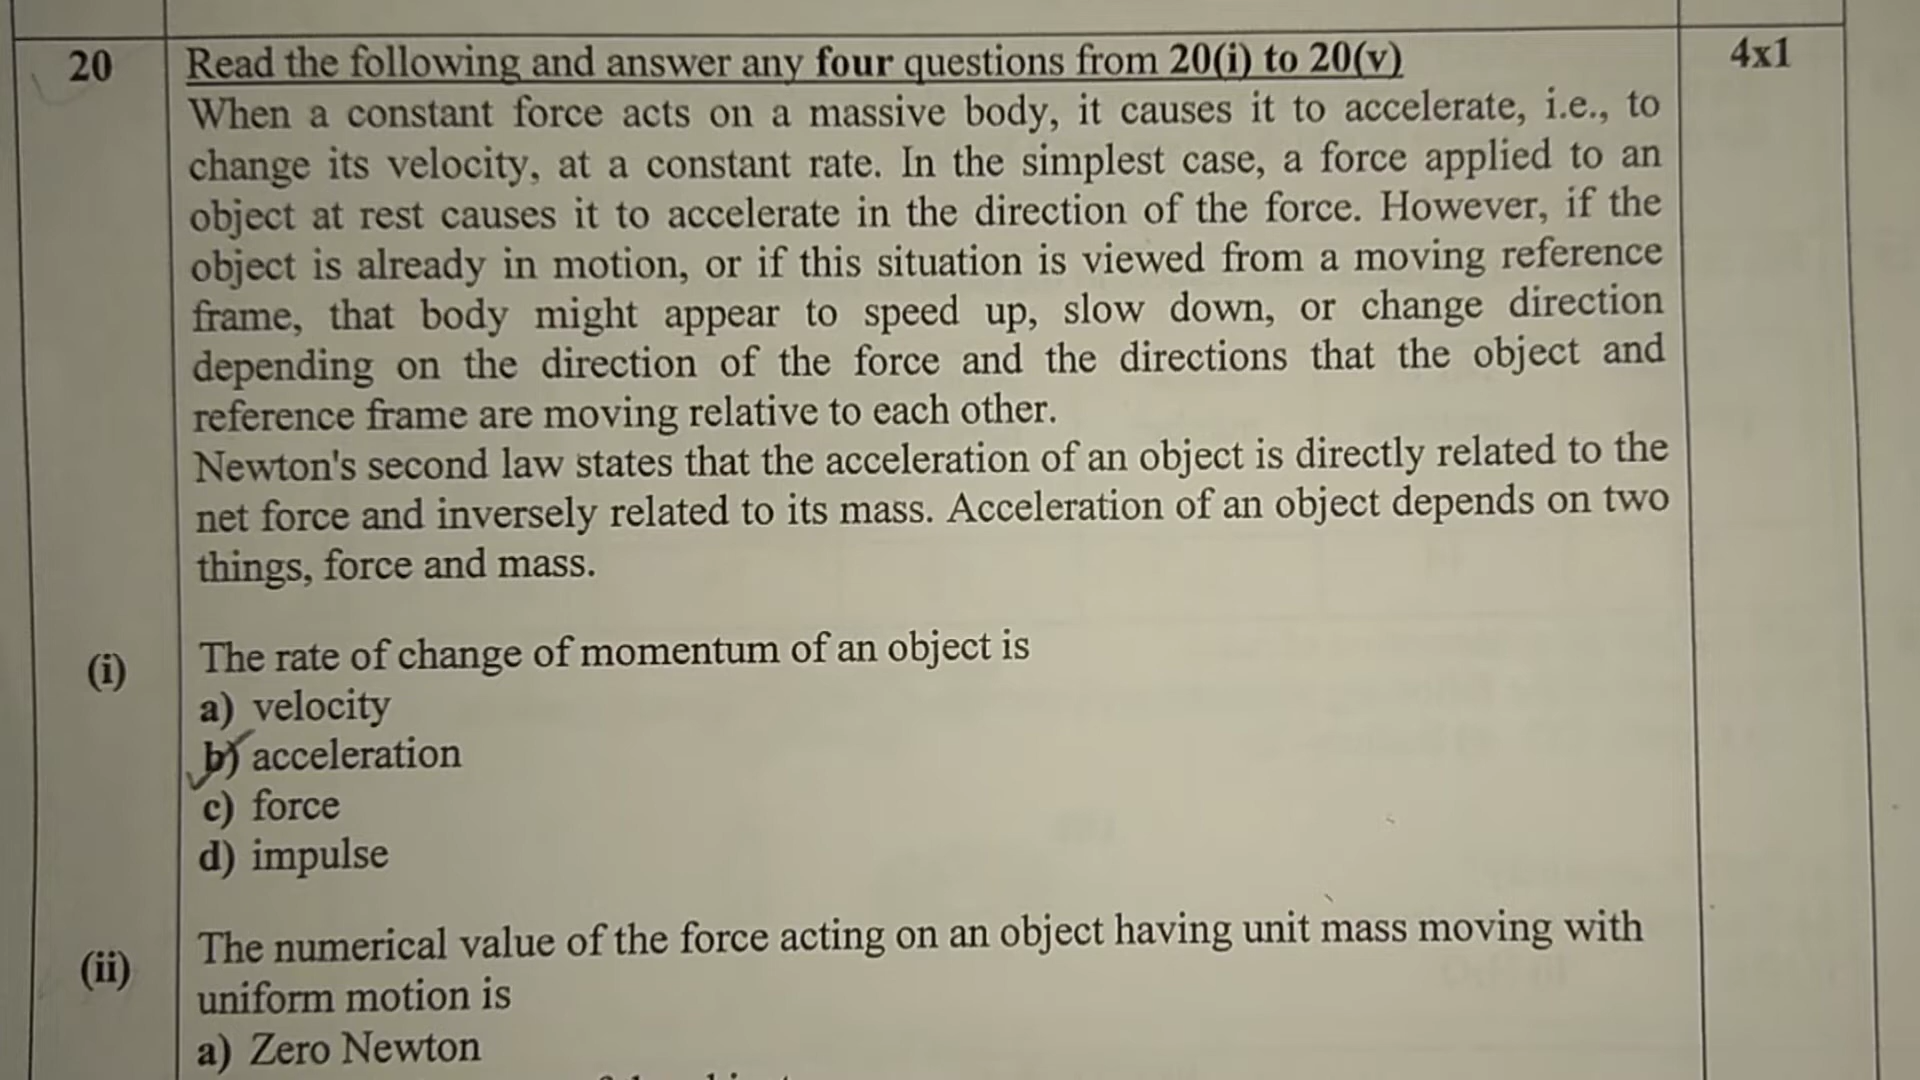 20 Read the following and answer any four questions from 20(i) to 20(v) 4x1
When a constant force acts on a massive body, it causes it to accelerate, i.e., to
change its velocity, at a constant rate. In the simplest case, a force applied to an
object at rest causes it to accelerate in the direction of the force. However, if the
object is already in motion, or if this situation is viewed from a moving reference
frame, that body might appear to speed up, slow down, or change direction
depending on the direction of the force and the directions that the object and
reference frame are moving relative to each other.
Newton's second law states that the acceleration of an object is directly related to the
net force and inversely related to its mass. Acceleration of an object depends on two
things, force and mass.
(i) The rate of change of momentum of an object is
a) velocity
b) acceleration
c) force
d) impulse
(ii) The numerical value of the force acting on an object having unit mass moving with
uniform motion is
a) Zero Newton